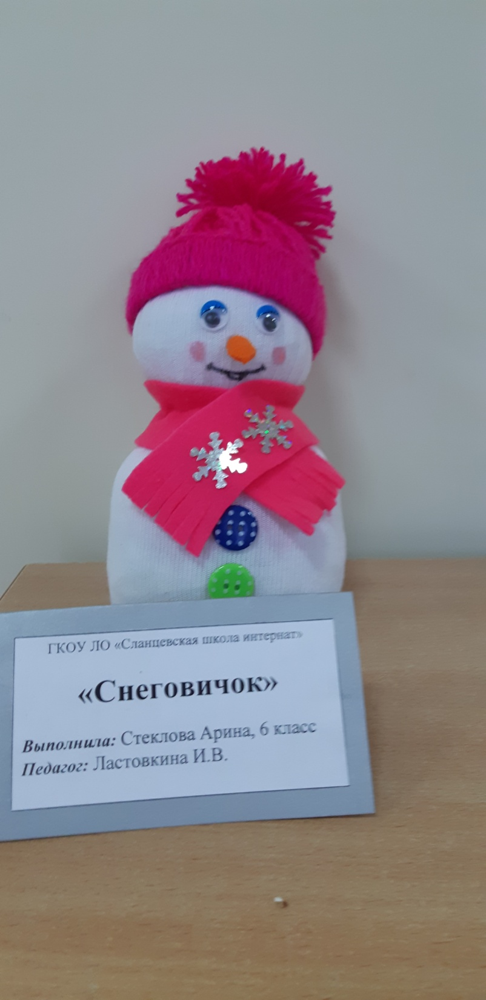 ГКОУ ЛО «Сланцевская школа интернат»
«Снеговичок»
Выполнила: Стеклова Арина, 6 класс
Педагог: Ластовкина И.В.